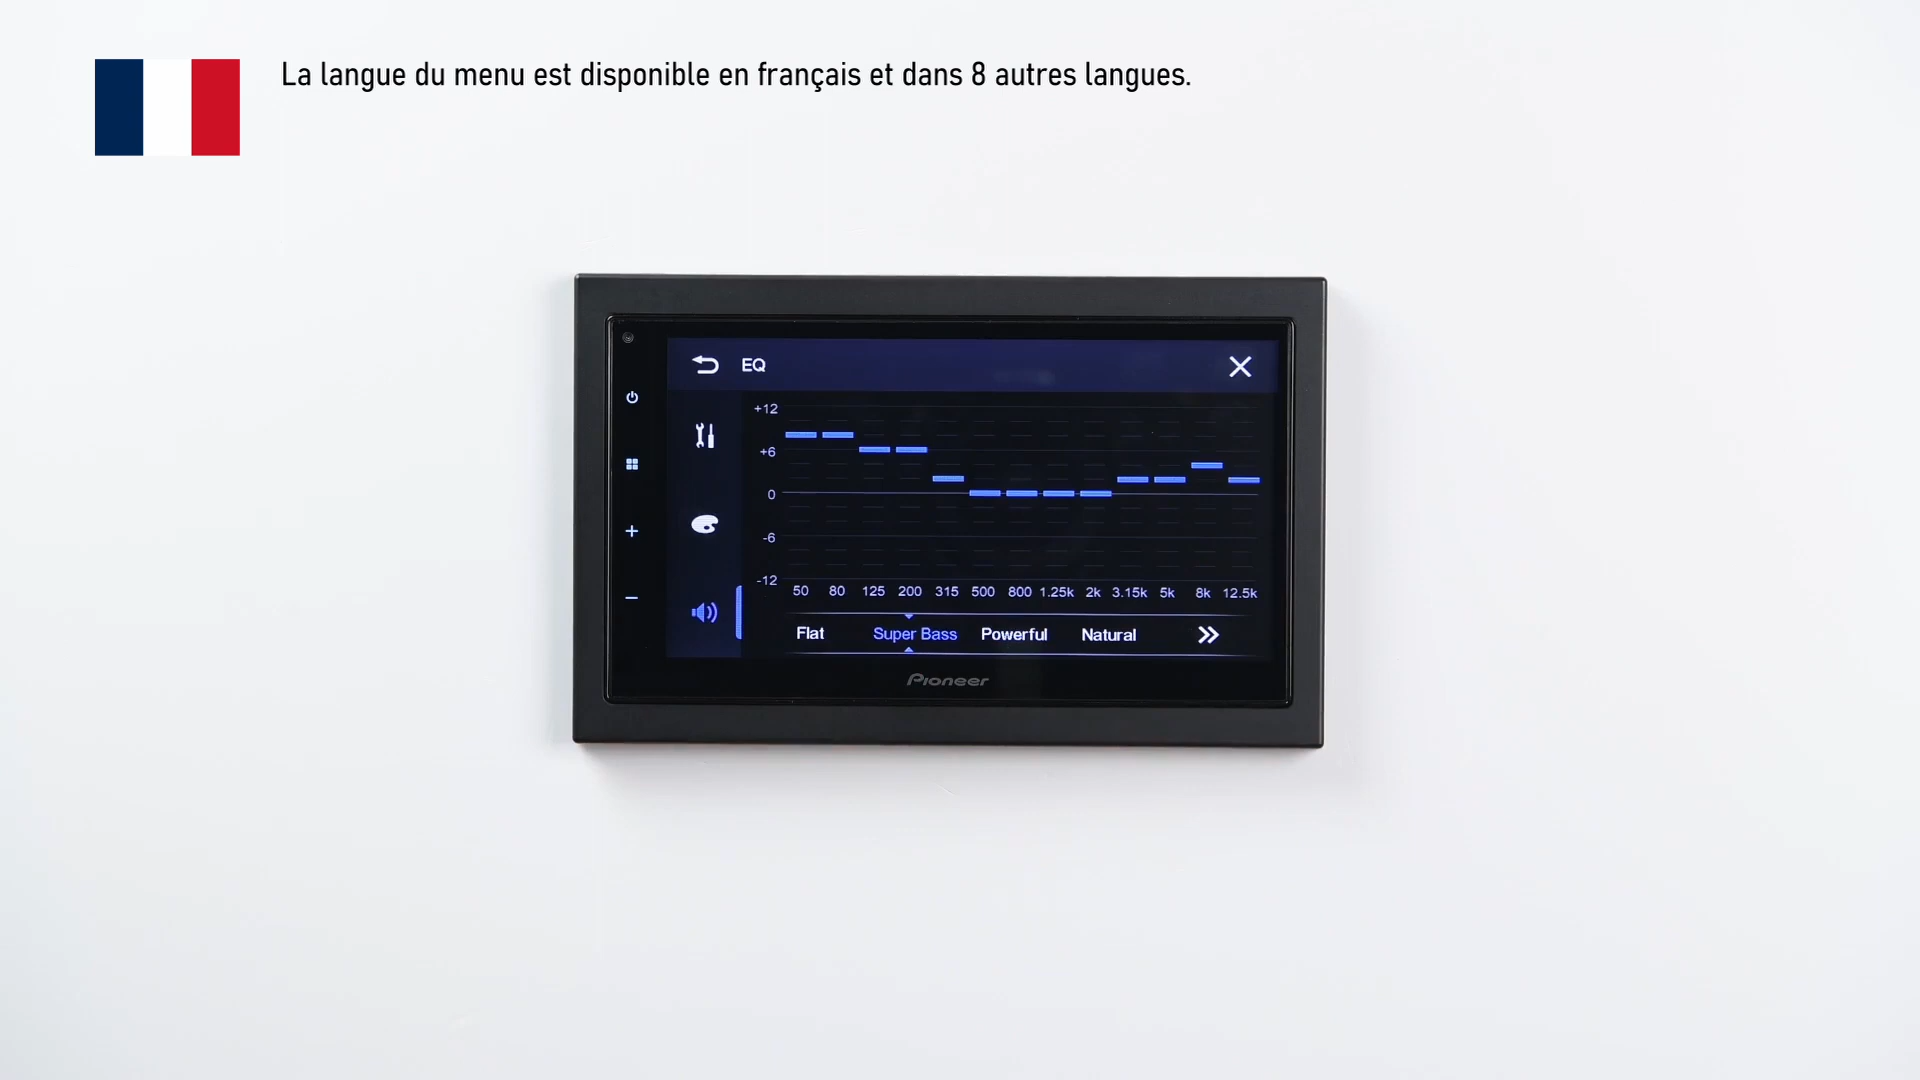 La langue du menu est disponible en français et dans 8 autres langues.
EQ
+12
+6
0
-6
-12
50 80 125 200 315 500 800 1.25k 2k 3.15k 5k 8k 12.5k
Flat Super Bass Powerful Natural
Pioneer